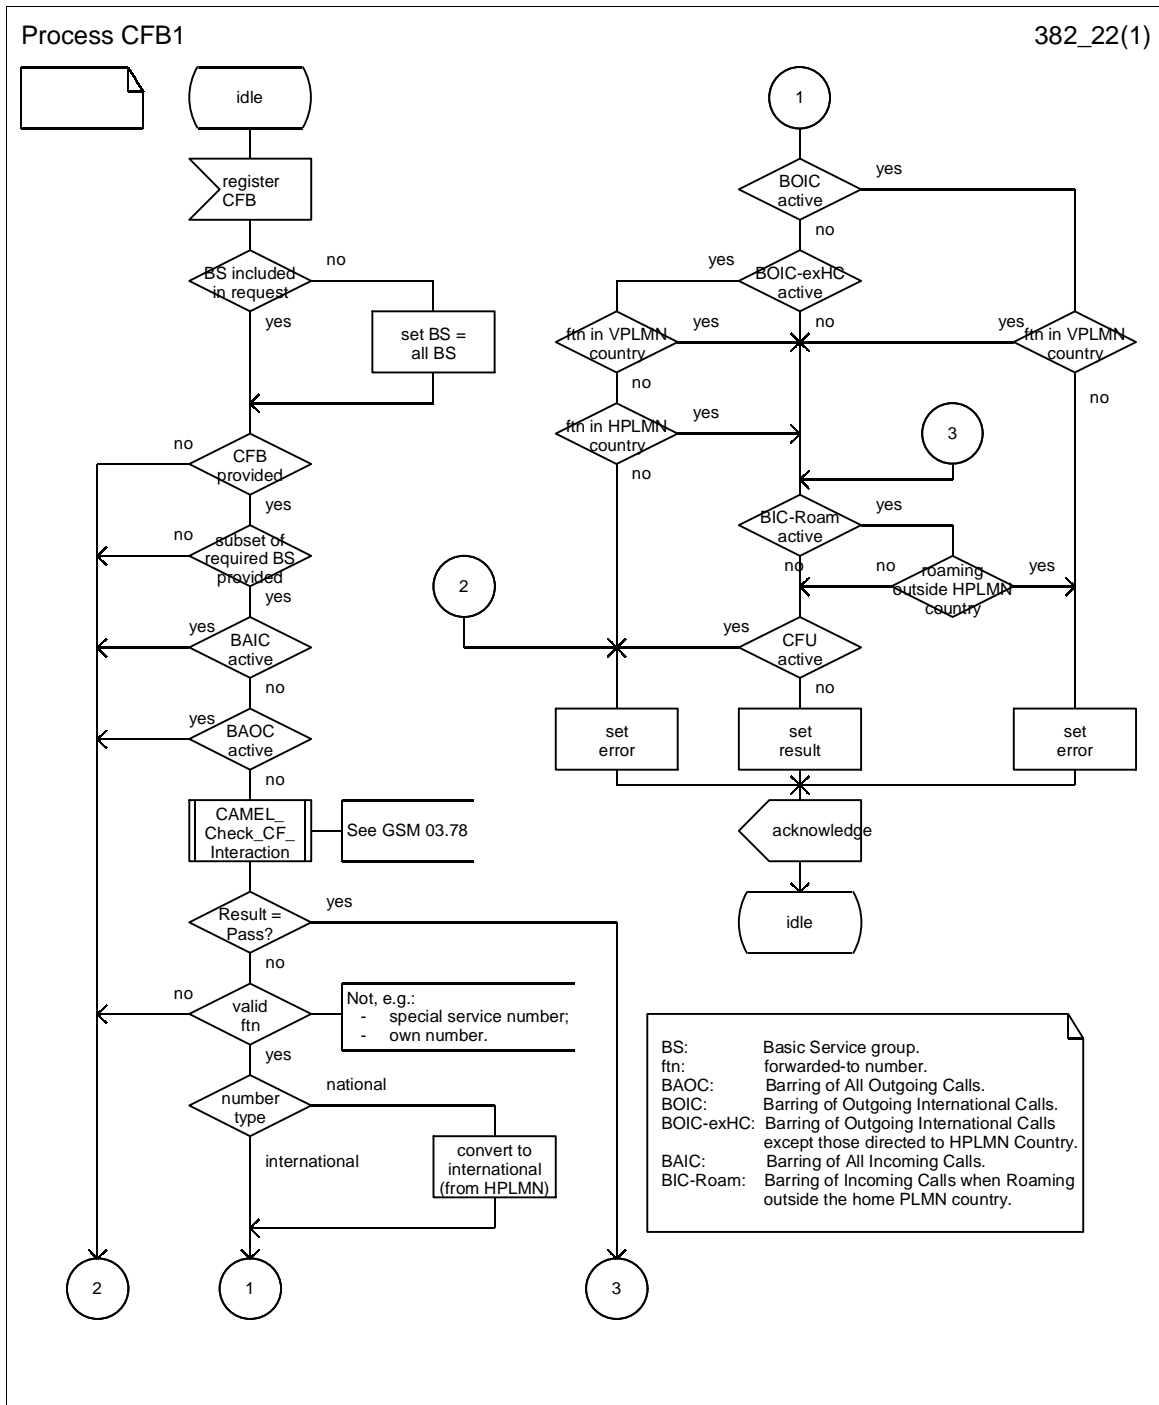 Process CFB1
382_22(1)
idle
register
CFB
BS included
in request
no
yes
set BS =
all BS
no
CFB
provided
yes
no
subset of
required BS
provided
yes
yes
BAIC
active
no
yes
BAOC
active
no
CAMEL_
Check_CF_
Interaction
See GSM 03.78
Result =
Pass?
yes
no
no
valid
ftn
Not, e.g.:
- special service number;
- own number.
yes
number
type
national
international
convert to
international
(from HPLMN)
2
1
3
1
BOIC
active
yes
no
yes
BOIC-exHC
active
no
ftn in VPLMN
country
yes
no
yes
ftn in VPLMN
country
no
ftn in HPLMN
country
yes
no
3
BIC-Roam
active
yes
no
no
roaming
outside HPLMN
country
yes
2
yes
CFU
active
no
set
error
set
result
set
error
acknowledge
idle
BS: Basic Service group.
ftn: forwarded-to number.
BAOC: Barring of All Outgoing Calls.
BOIC: Barring of Outgoing International Calls.
BOIC-exHC: Barring of Outgoing International Calls
except those directed to HPLMN Country.
BAIC: Barring of All Incoming Calls.
BIC-Roam: Barring of Incoming Calls when Roaming
outside the home PLMN country.